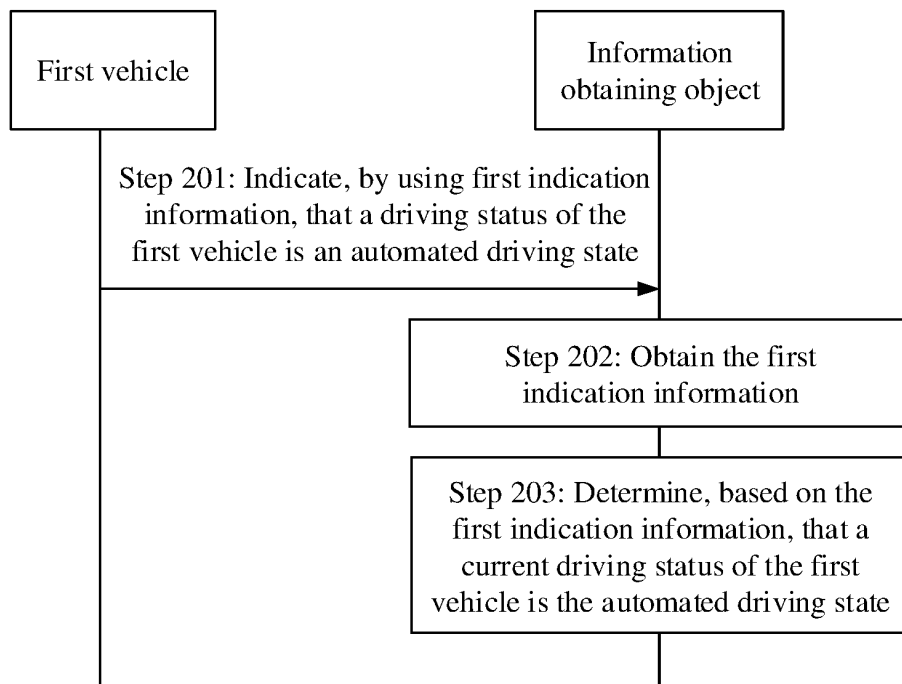 First vehicle
Information
obtaining object
Step 201: Indicate, by using first indication
information, that a driving status of the
first vehicle is an automated driving state
Step 202: Obtain the first
indication information
Step 203: Determine, based on the
first indication information, that a
current driving status of the first
vehicle is the automated driving state